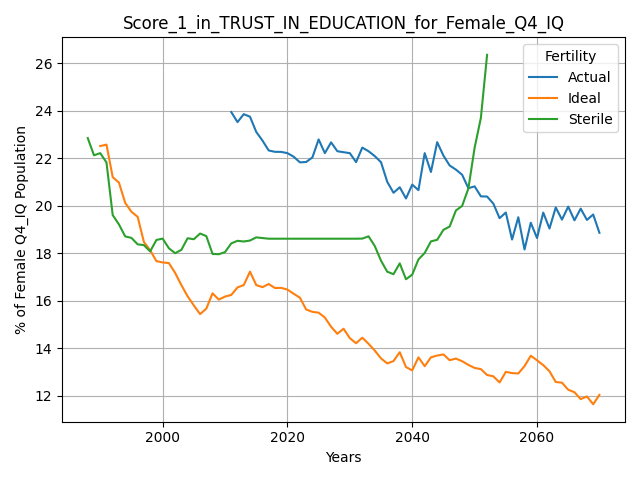 Score_1_in_TRUST_IN_EDUCATION_for_Female_Q4_IQ
Fertility
Actual
Ideal
Sterile
% of Female Q4_IQ Population
26
24
22
20
18
16
14
12
2000 2020 2040 2060
Years